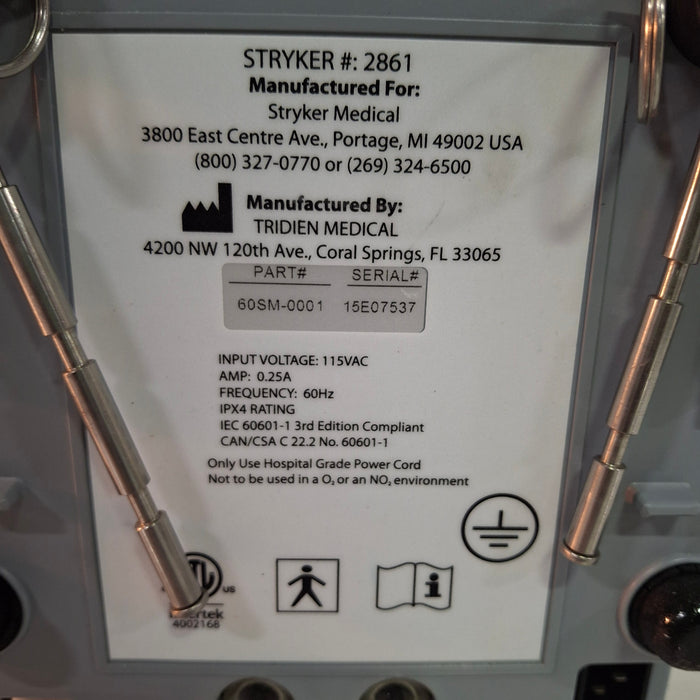 STRYKER #: 2861
Manufactured For:
Stryker Medical
3800 East Centre Ave., Portage, MI 49002 USA
(800) 327-0770 or (269) 324-6500
Manufactured By:
TRIDIEN MEDICAL
4200 NW 120th Ave., Coral Springs, FL 33065
PART# SERIAL#
60SM-0001 15E07537
INPUT VOLTAGE: 115VAC
AMP: 0.25A
FREQUENCY: 60Hz
IPX4 RATING
IEC 60601-1 3rd Edition Compliant
CAN/CSA C 22.2 No. 60601-1
Only Use Hospital Grade Power Cord
Not to be used in a O₂ or an NO₂ environment
US
4002168